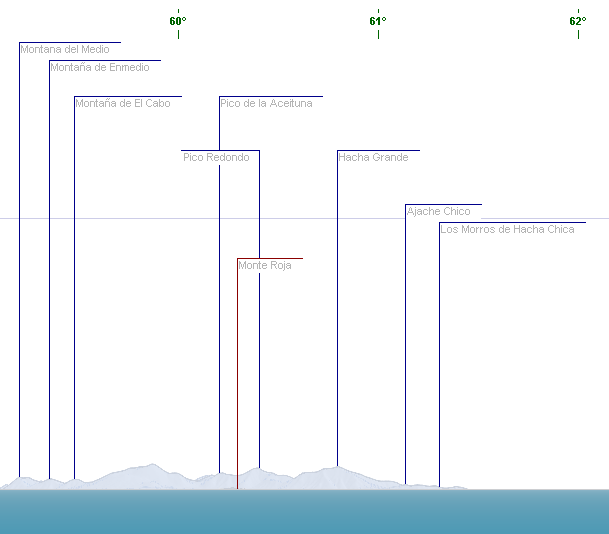 60° 61° 62°
Montana del Medio
Montaña de Enmedio
Montaña de El Cabo Pico de la Aceituna
Pico Redondo Hacha Grande
Ajache Chico
Los Morros de Hacha Chica
Monte Roja